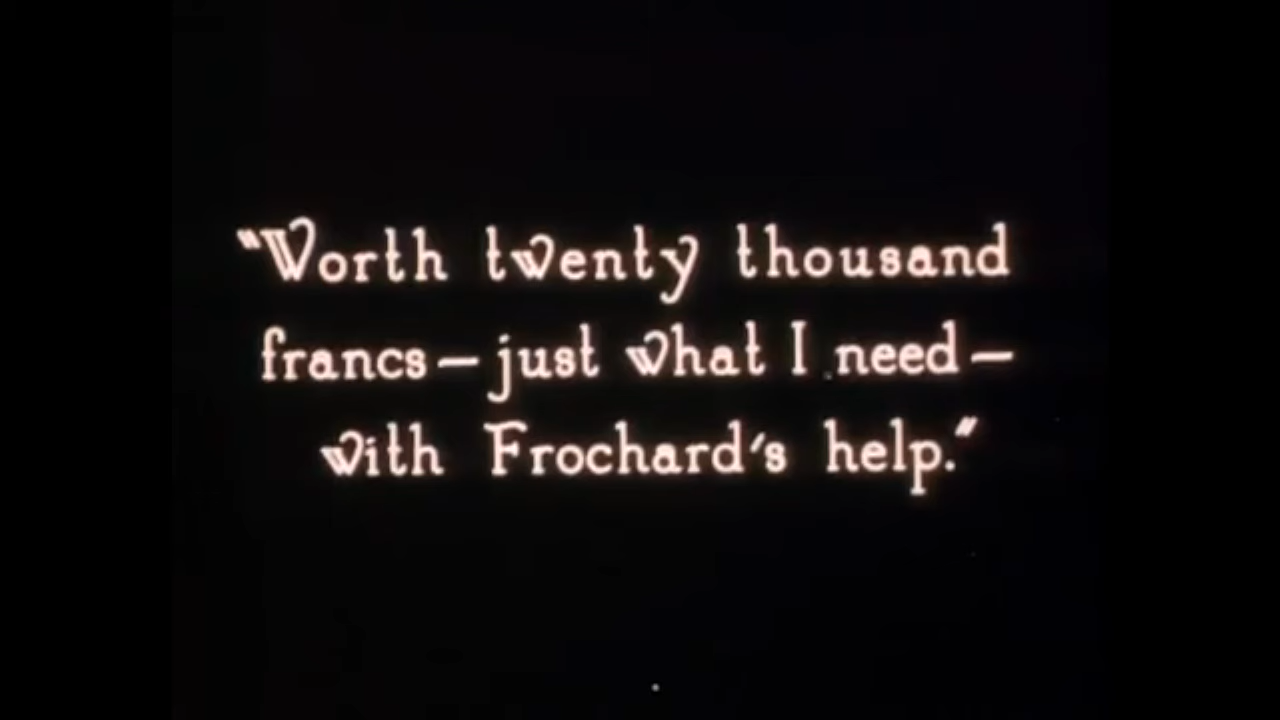 "Worth twenty thousand
francs — just what I need —
with Frochard's help."